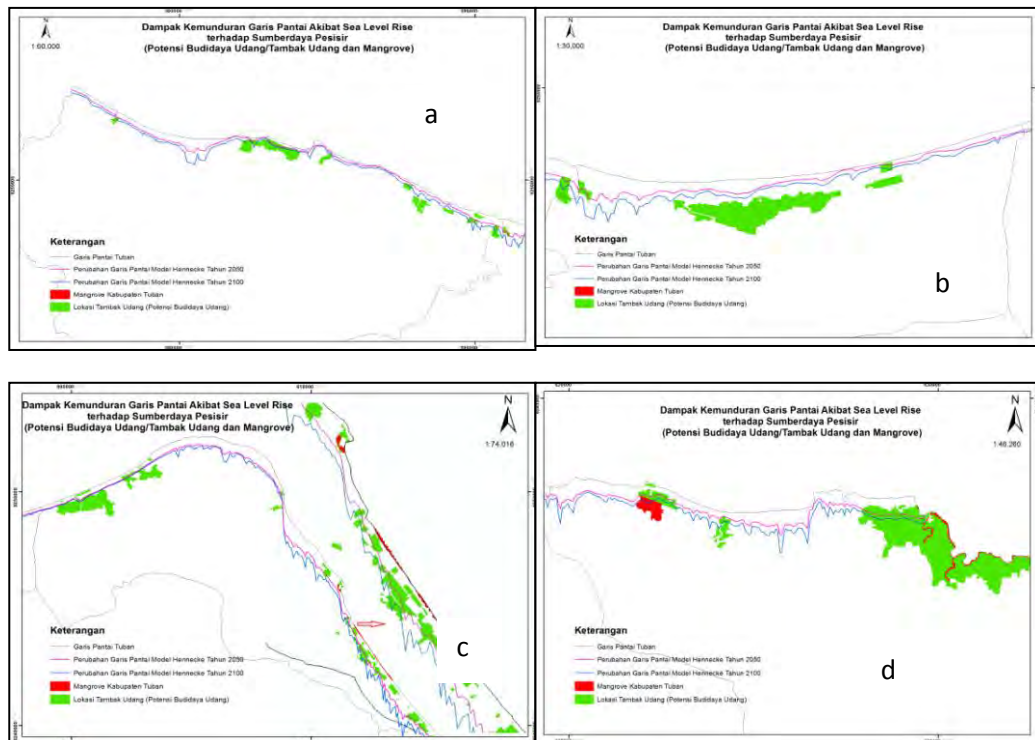 Dampak Kemunduran Garis Pantai Akibat Sea Level Rise
terhadap Sumberdaya Pesisir
(Potensi Budidaya Udang/Tambak Udang dan Mangrove)
N
1:60.000
a
Keterangan
Garis Pantai Tuban
Perubahan Garis Pantai Model Hennecke Tahun 2050
Perubahan Garis Pantai Model Hennecke Tahun 2100
Mangrove Kabupaten Tuban
Lokasi Tambak Udang (Potensi Budidaya Udang)
Dampak Kemunduran Garis Pantai Akibat Sea Level Rise
terhadap Sumberdaya Pesisir
(Potensi Budidaya Udang/Tambak Udang dan Mangrove)
N
1:30,000
b
Keterangan
Garis Pantai Tuban
Perubahan Garis Pantai Model Hennecke Tahun 2050
Perubahan Garis Pantai Model Hennecke Tahun 2100
Mangrove Kabupaten Tuban
Lokasi Tambak Udang (Potensi Budidaya Udang)
Dampak Kemunduran Garis Pantai Akibat Sea Level Rise
terhadap Sumberdaya Pesisir
(Potensi Budidaya Udang/Tambak Udang dan Mangrove)
N
1:74.016
c
Keterangan
Garis Pantai Tuban
Perubahan Garis Pantai Model Hennecke Tahun 2050
Perubahan Garis Pantai Model Hennecke Tahun 2100
Mangrove Kabupaten Tuban
Lokasi Tambak Udang (Potensi Budidaya Udang)
Dampak Kemunduran Garis Pantai Akibat Sea Level Rise
terhadap Sumberdaya Pesisir
(Potensi Budidaya Udang/Tambak Udang dan Mangrove)
N
1:48,260
d
Keterangan
Garis Pantai Tuban
Perubahan Garis Pantai Model Hennecke Tahun 2050
Perubahan Garis Pantai Model Hennecke Tahun 2100
Mangrove Kabupaten Tuban
Lokasi Tambak Udang (Potensi Budidaya Udang)